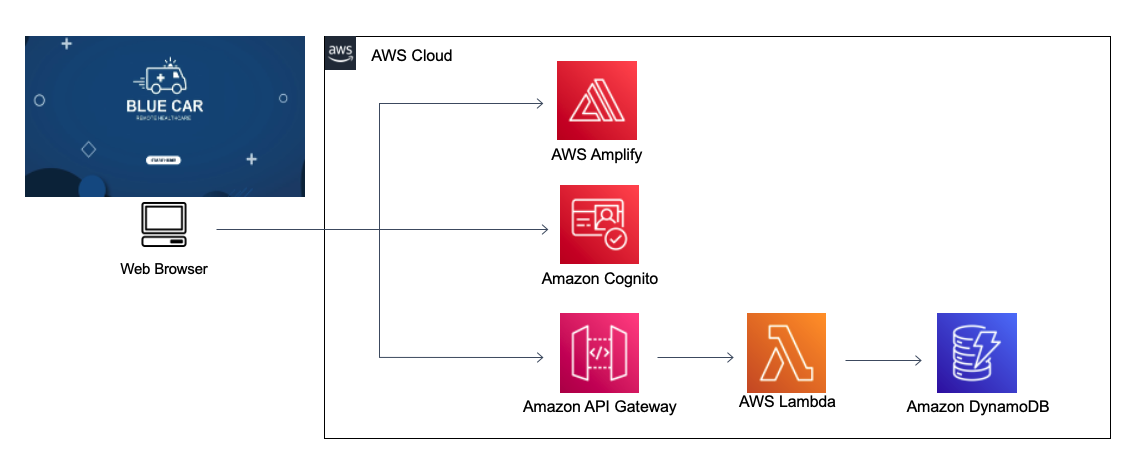 BLUE CAR
REMOTE HEALTHCARE
aws
AWS Cloud
AWS Amplify
Web Browser
Amazon Cognito
</>
Amazon API Gateway
AWS Lambda
Amazon DynamoDB